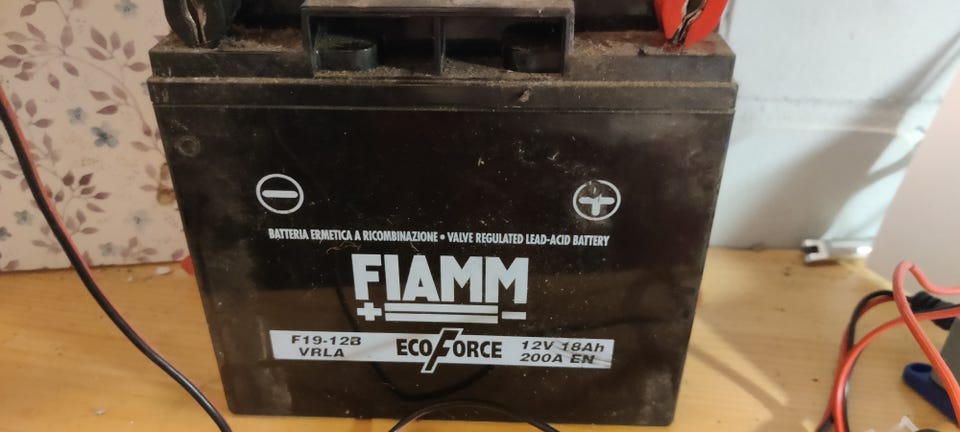 BATTERIA ERMETICA A RICOMBINAZIONE • VALVE REGULATED LEAD-ACID BATTERY
FIAMM
F19-12B
VRLA
ECOFORCE
12V 18Ah
200A EN